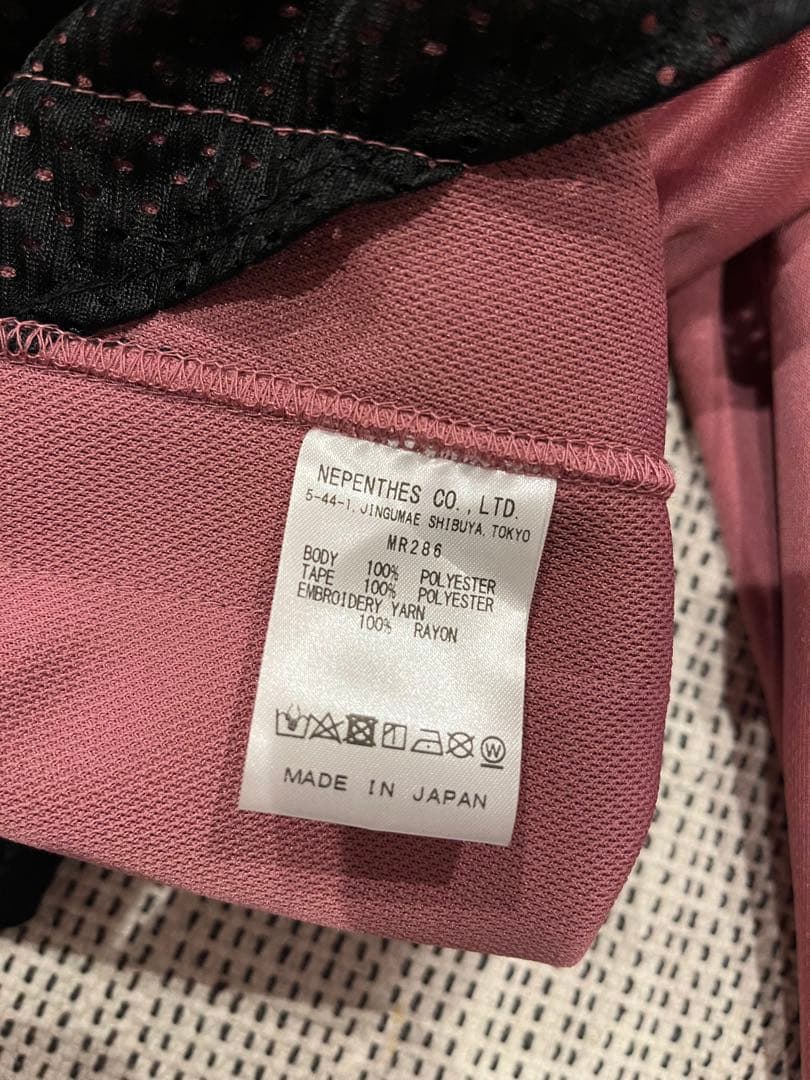 NEPENTHES CO., LTD.
5-44-1, JINGUMAE SHIBUYA, TOKYO
MR286
BODY 100% POLYESTER
TAPE 100% POLYESTER
EMBROIDERY YARN
100% RAYON
W
MADE IN JAPAN